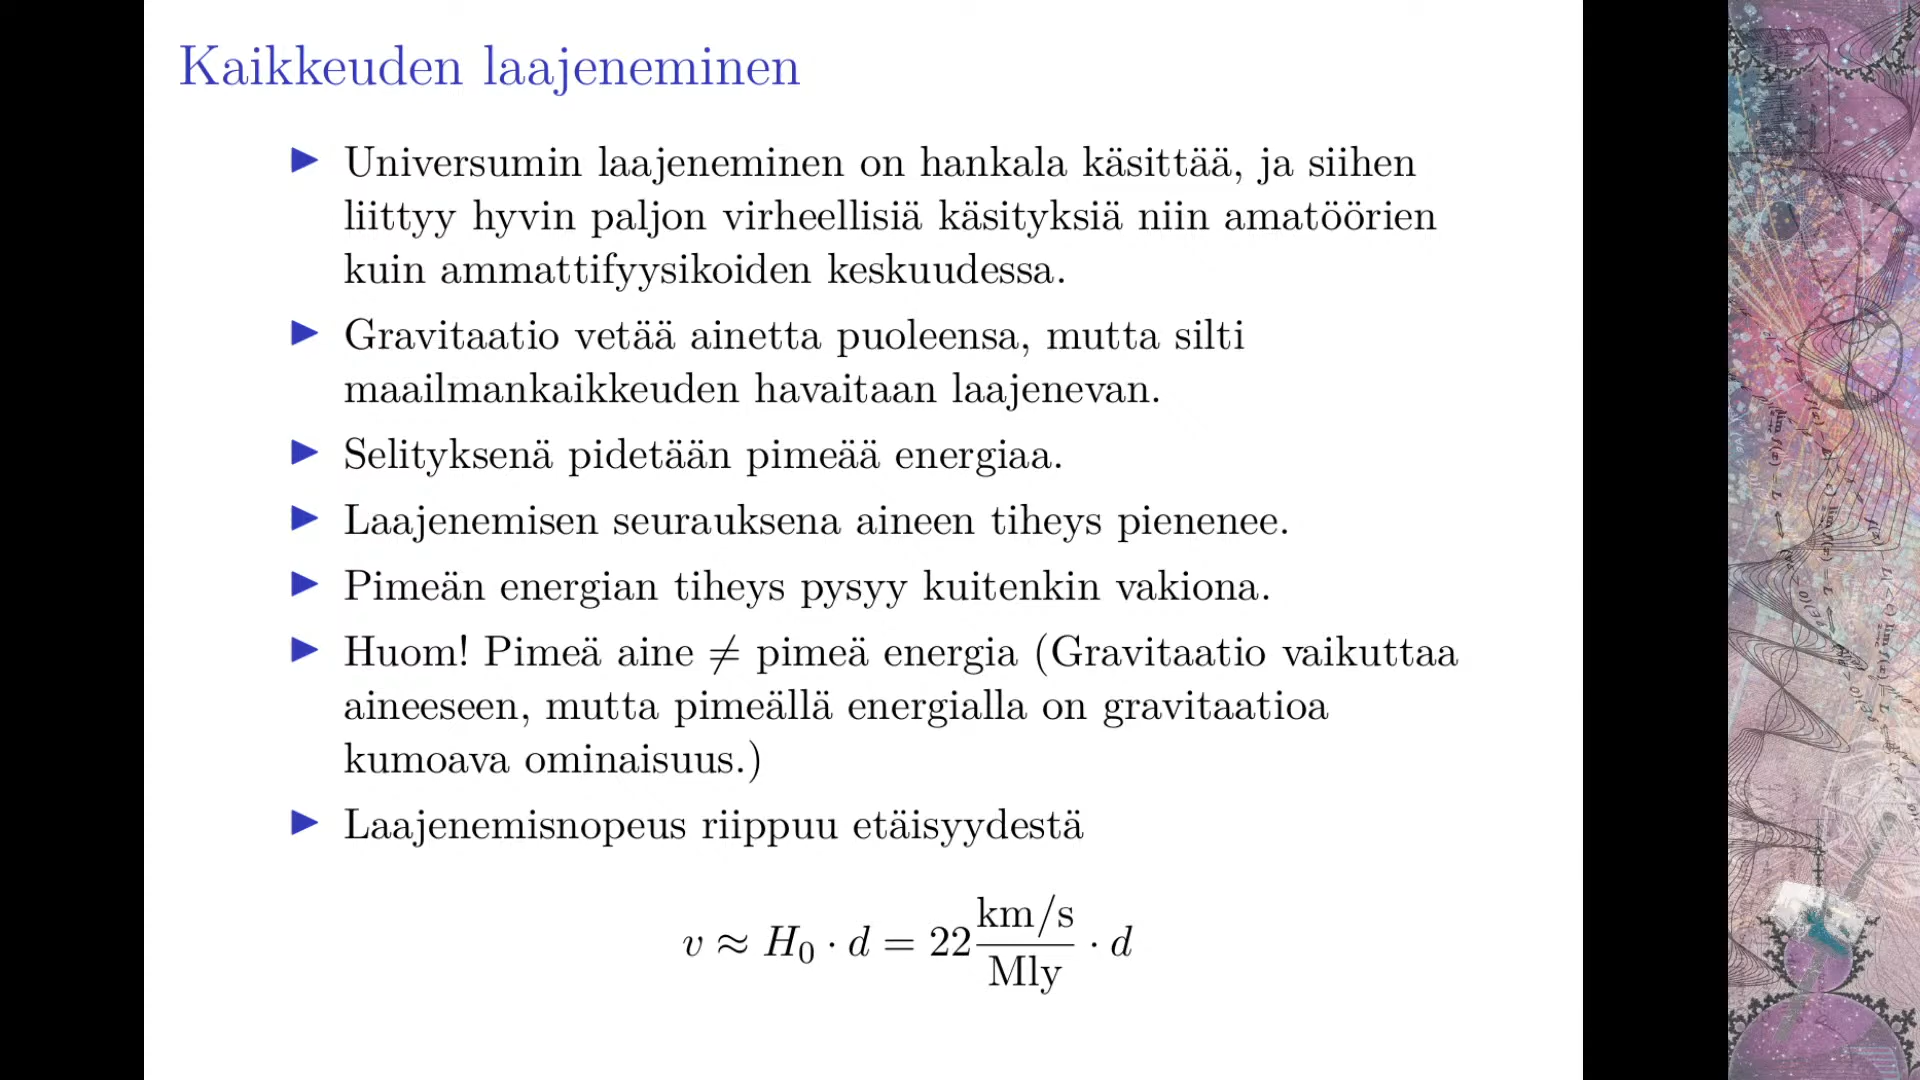 Kaikkeuden laajeneminen
Universumin laajeneminen on hankala käsittää, ja siihen
liittyy hyvin paljon virheellisiä käsityksiä niin amatöörien
kuin ammattifyysikoiden keskuudessa.
Gravitaatio vetää ainetta puoleensa, mutta silti
maailmankaikkeuden havaitaan laajenevan.
Selityksenä pidetään pimeää energiaa.
Laajenemisen seurauksena aineen tiheys pienenee.
Pimeän energian tiheys pysyy kuitenkin vakiona.
Huom! Pimeä aine ≠ pimeä energia (Gravitaatio vaikuttaa
aineeseen, mutta pimeällä energialla on gravitaatioa
kumoava ominaisuus.)
Laajenemisnopeus riippuu etäisyydestä
v ≈ H₀ · d = 22 km/s / Mly · d